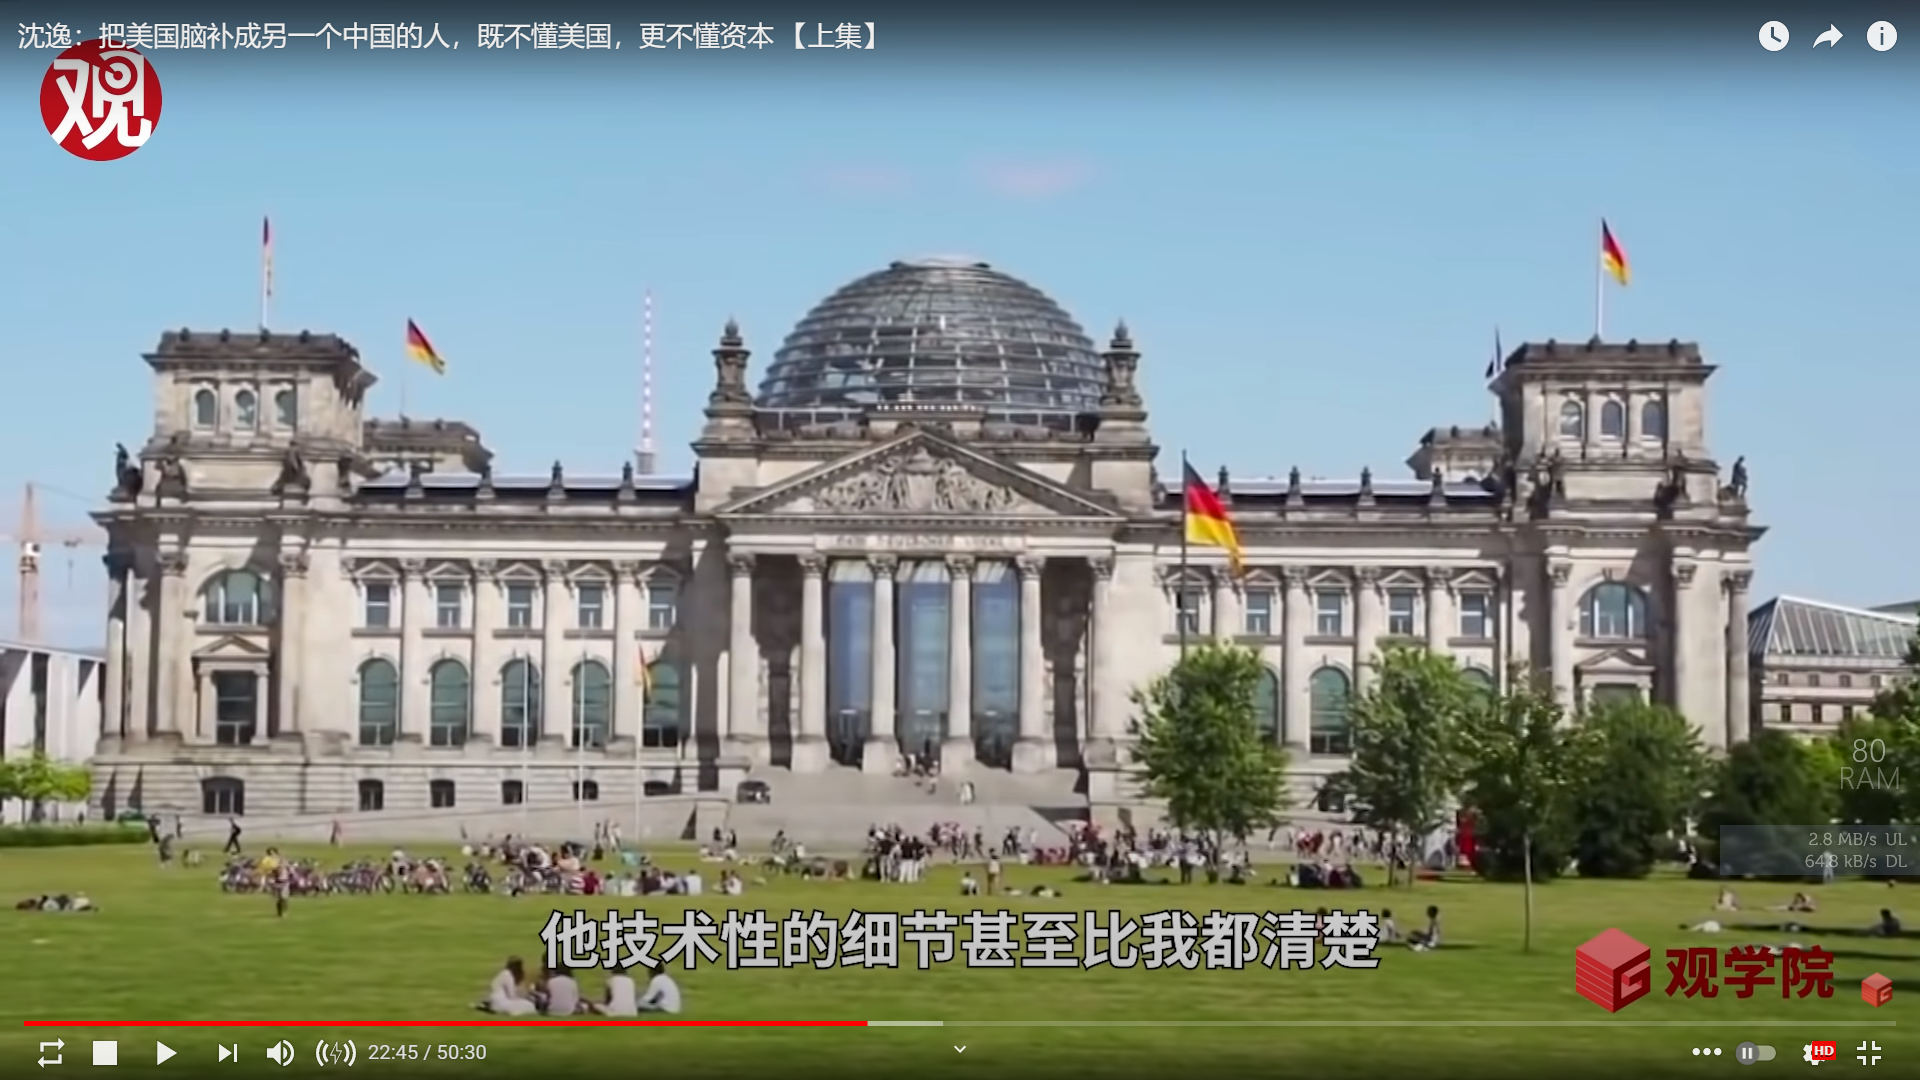 沈逸：把美国脑补成另一个中国的人，既不懂美国，更不懂资本 【上集】
观
80
RAM
2.8 MB/s UL
64.8 kB/s DL
他技术性的细节甚至比我都清楚
观学院
22:45 / 50:30
HD